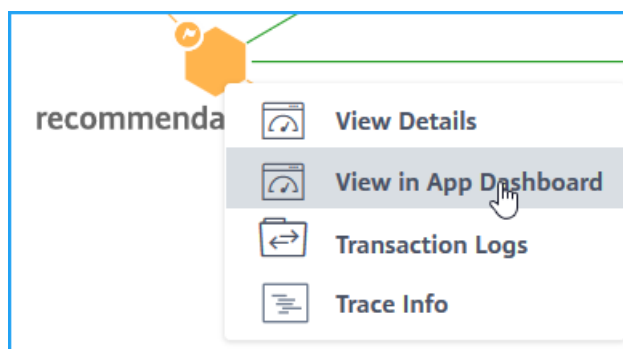 recommenda
View Details
View in App Dashboard
Transaction Logs
Trace Info